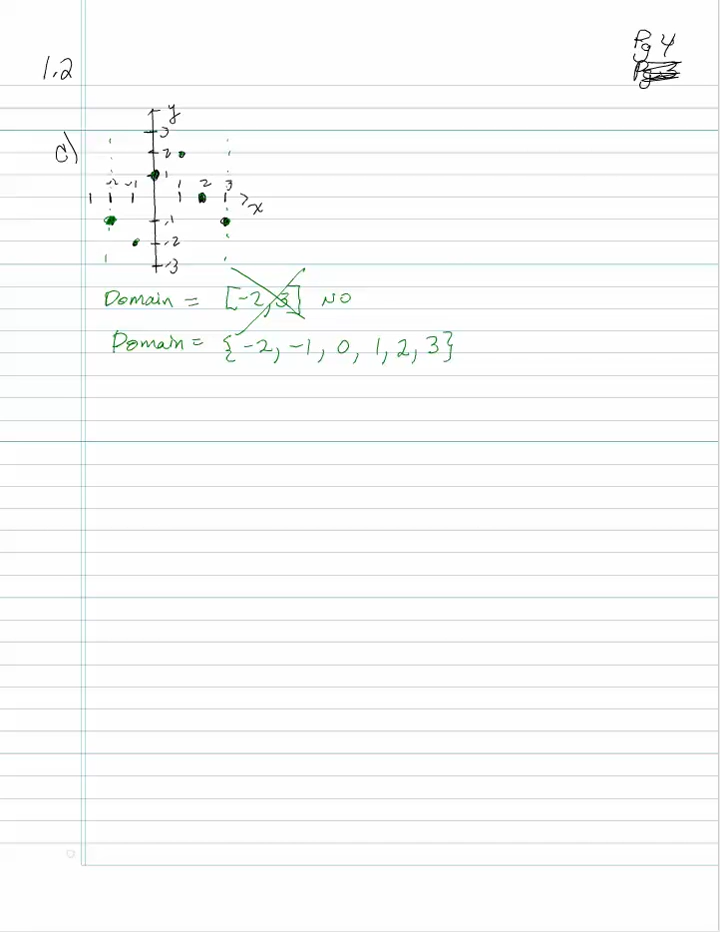 Pg 4
1.2
c)
y
3
2
1
-2 -1 1 2 3
x
-1
-2
-3
Domain = [-2, 3] NO
Domain = {-2, -1, 0, 1, 2, 3}